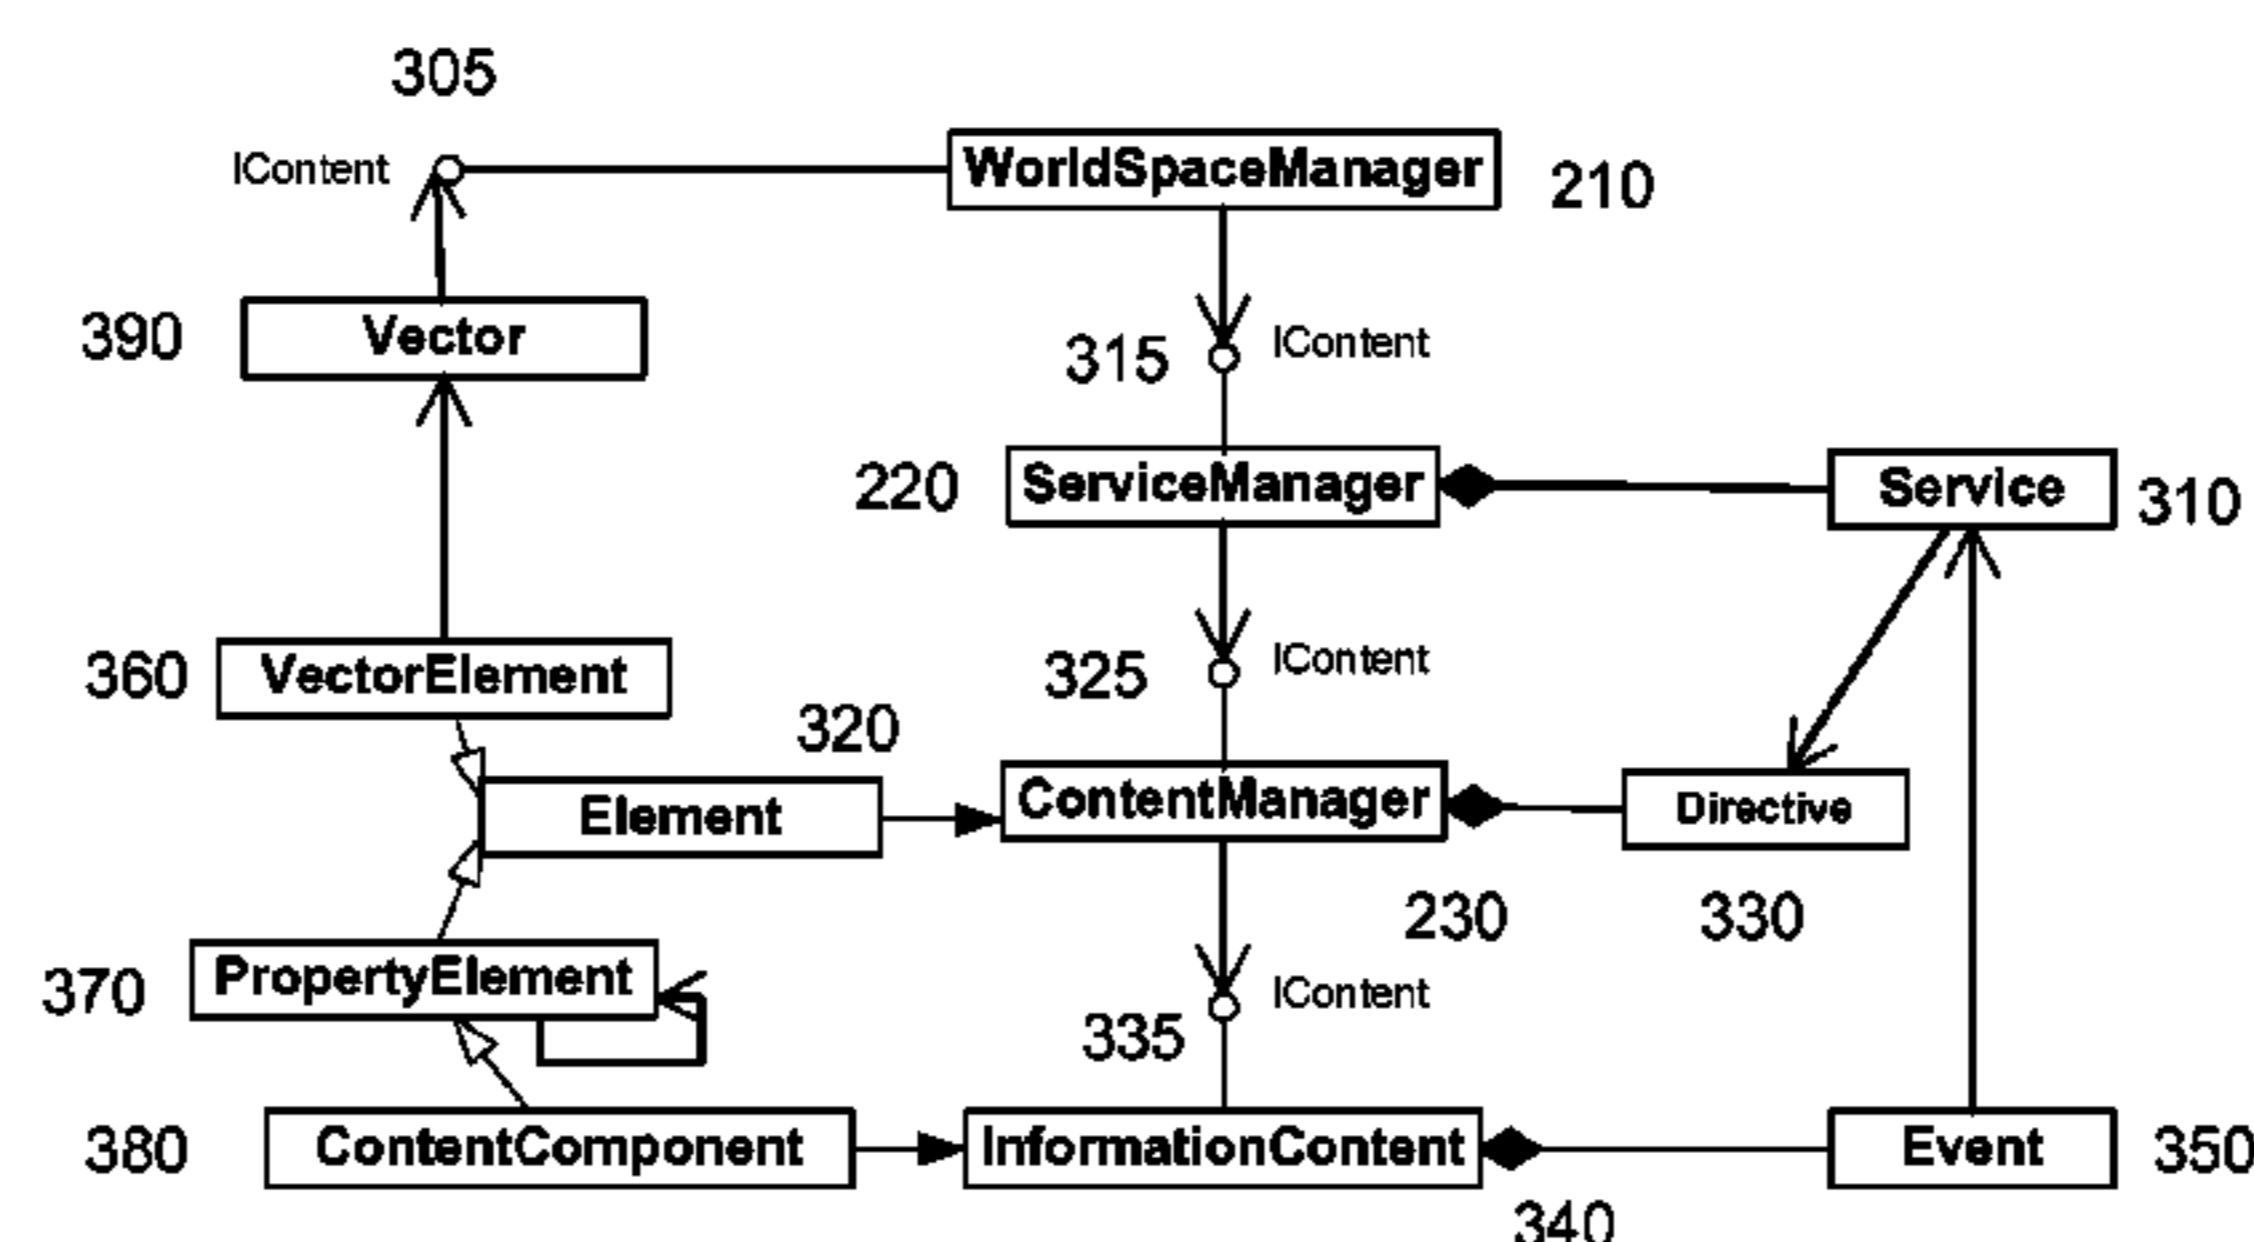 305
IContent
WorldSpaceManager
210
390
Vector
315
IContent
220
ServiceManager
Service
310
360
VectorElement
325
IContent
320
Element
ContentManager
Directive
230
330
370
PropertyElement
335
IContent
380
ContentComponent
InformationContent
Event
350
340